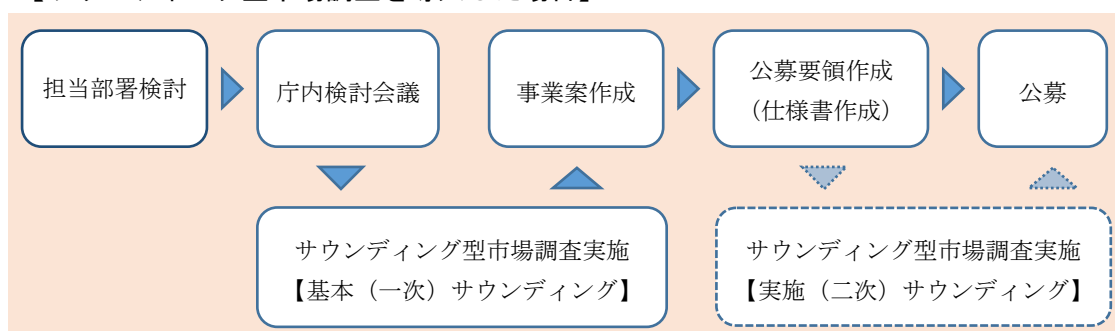 担当部署検討
庁内検討会議
事業案作成
公募要領作成
（仕様書作成）
公募
サウンディング型市場調査実施
【基本（一次）サウンディング】
サウンディング型市場調査実施
【実施（二次）サウンディング】